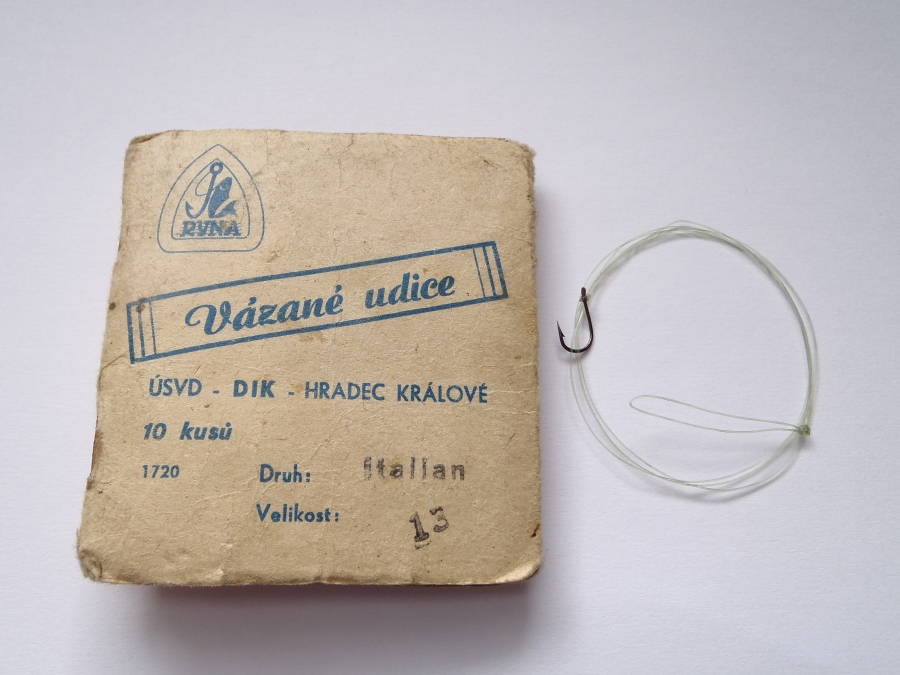 RYNA
Vázané udice
ÚSVD - DIK - HRADEC KRÁLOVÉ
10 kusů
1720 Druh: italian
Velikost: 13